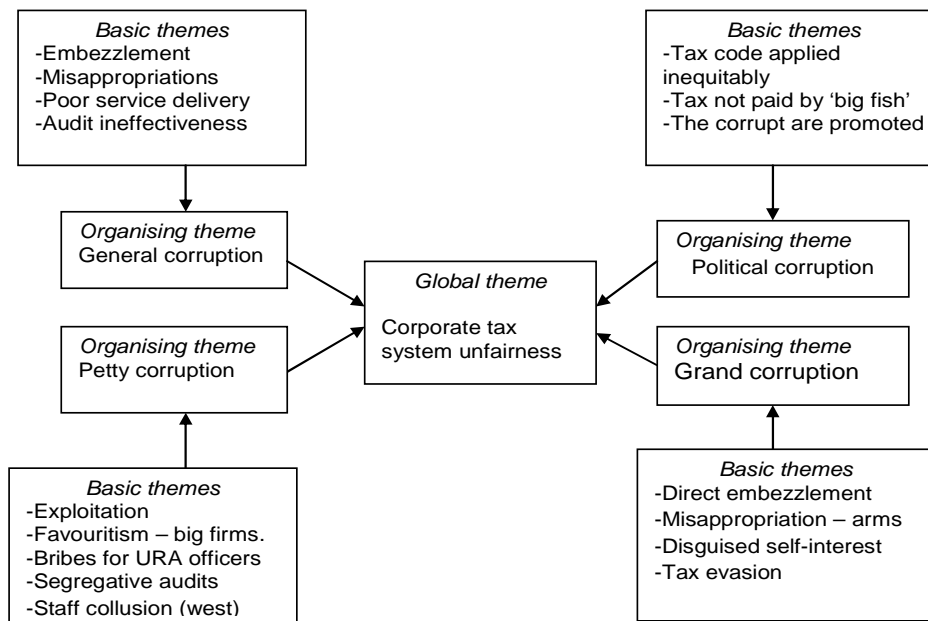 Basic themes
-Embezzlement
-Misappropriations
-Poor service delivery
-Audit ineffectiveness
Basic themes
-Tax code applied
inequitably
-Tax not paid by ‘big fish’
-The corrupt are promoted
Organising theme
General corruption
Organising theme
Political corruption
Global theme
Corporate tax
system unfairness
Organising theme
Petty corruption
Organising theme
Grand corruption
Basic themes
-Exploitation
-Favouritism – big firms.
-Bribes for URA officers
-Segregative audits
-Staff collusion (west)
Basic themes
-Direct embezzlement
-Misappropriation – arms
-Disguised self-interest
-Tax evasion